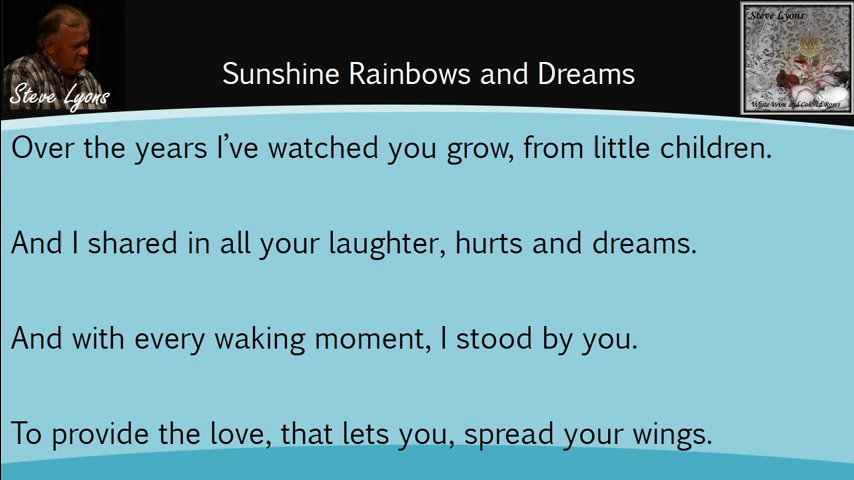 Steve Lyons
Steve Lyons
Sunshine Rainbows and Dreams
White Wine and Colored Roses
Over the years I’ve watched you grow, from little children.
And I shared in all your laughter, hurts and dreams.
And with every waking moment, I stood by you.
To provide the love, that lets you, spread your wings.